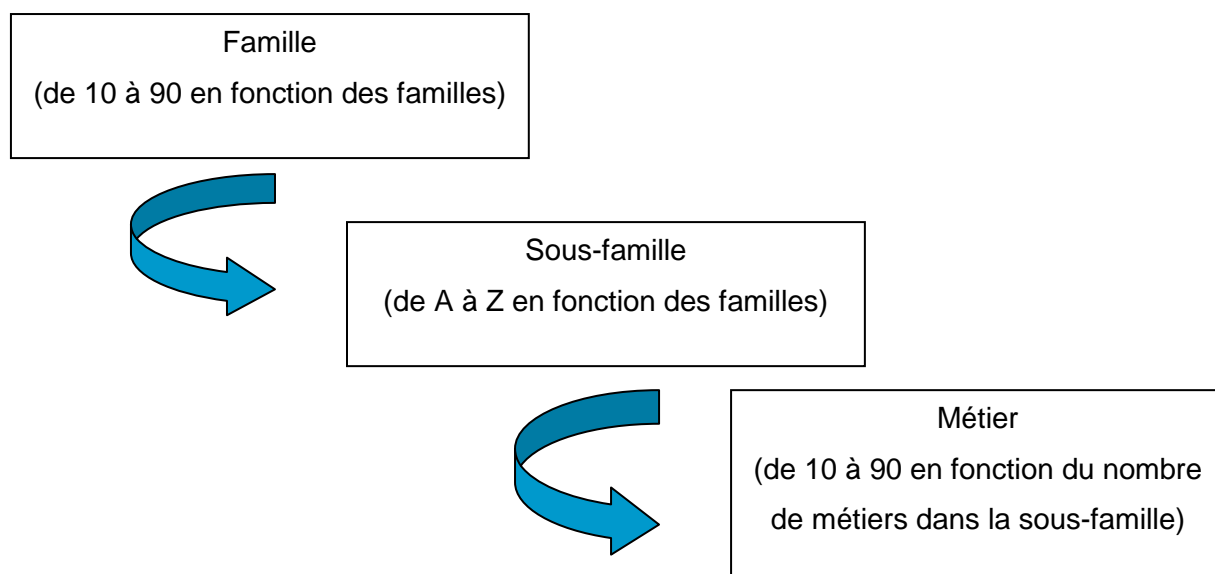 Famille
(de 10 à 90 en fonction des familles)
Sous-famille
(de A à Z en fonction des familles)
Métier
(de 10 à 90 en fonction du nombre
de métiers dans la sous-famille)